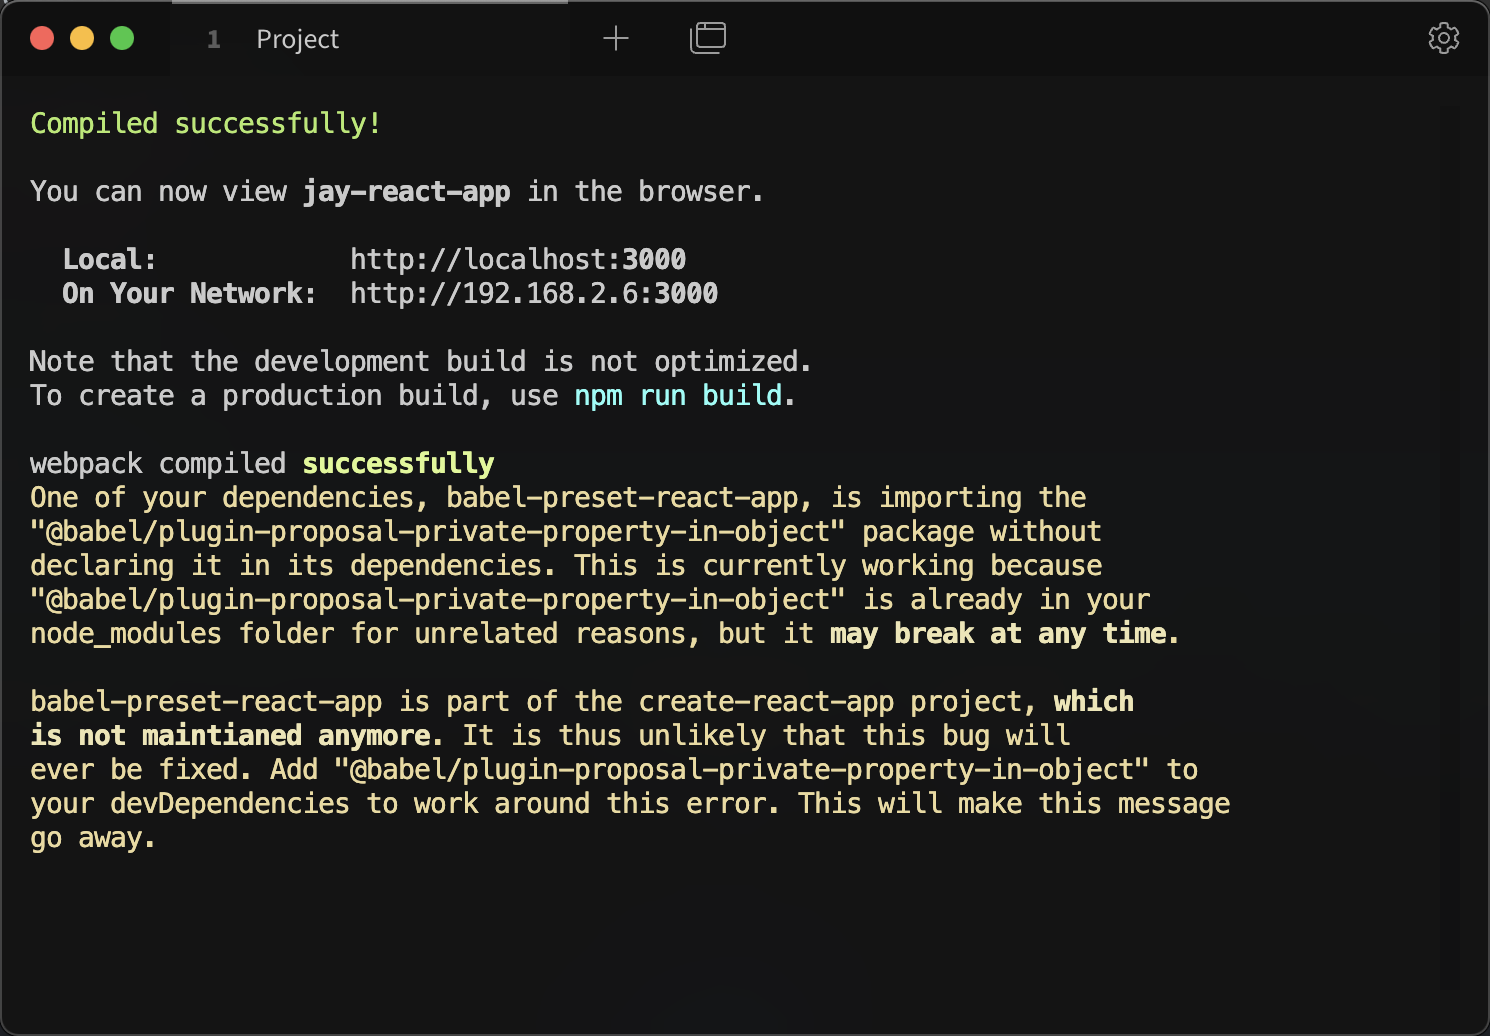 1 Project
Compiled successfully!
You can now view jay-react-app in the browser.
Local: http://localhost:3000
On Your Network: http://192.168.2.6:3000
Note that the development build is not optimized.
To create a production build, use npm run build.
webpack compiled successfully
One of your dependencies, babel-preset-react-app, is importing the
"@babel/plugin-proposal-private-property-in-object" package without
declaring it in its dependencies. This is currently working because
"@babel/plugin-proposal-private-property-in-object" is already in your
node_modules folder for unrelated reasons, but it may break at any time.
babel-preset-react-app is part of the create-react-app project, which
is not maintianed anymore. It is thus unlikely that this bug will
ever be fixed. Add "@babel/plugin-proposal-private-property-in-object" to
your devDependencies to work around this error. This will make this message
go away.